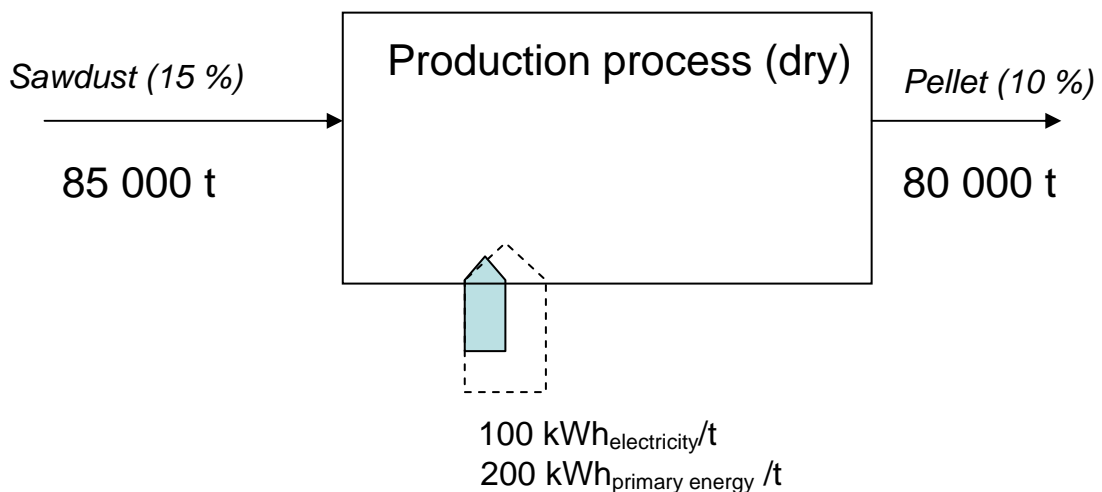 Production process (dry)
Sawdust (15 %)
Pellet (10 %)
85 000 t
80 000 t
100 kWhelectricity/t
200 kWhprimary energy /t